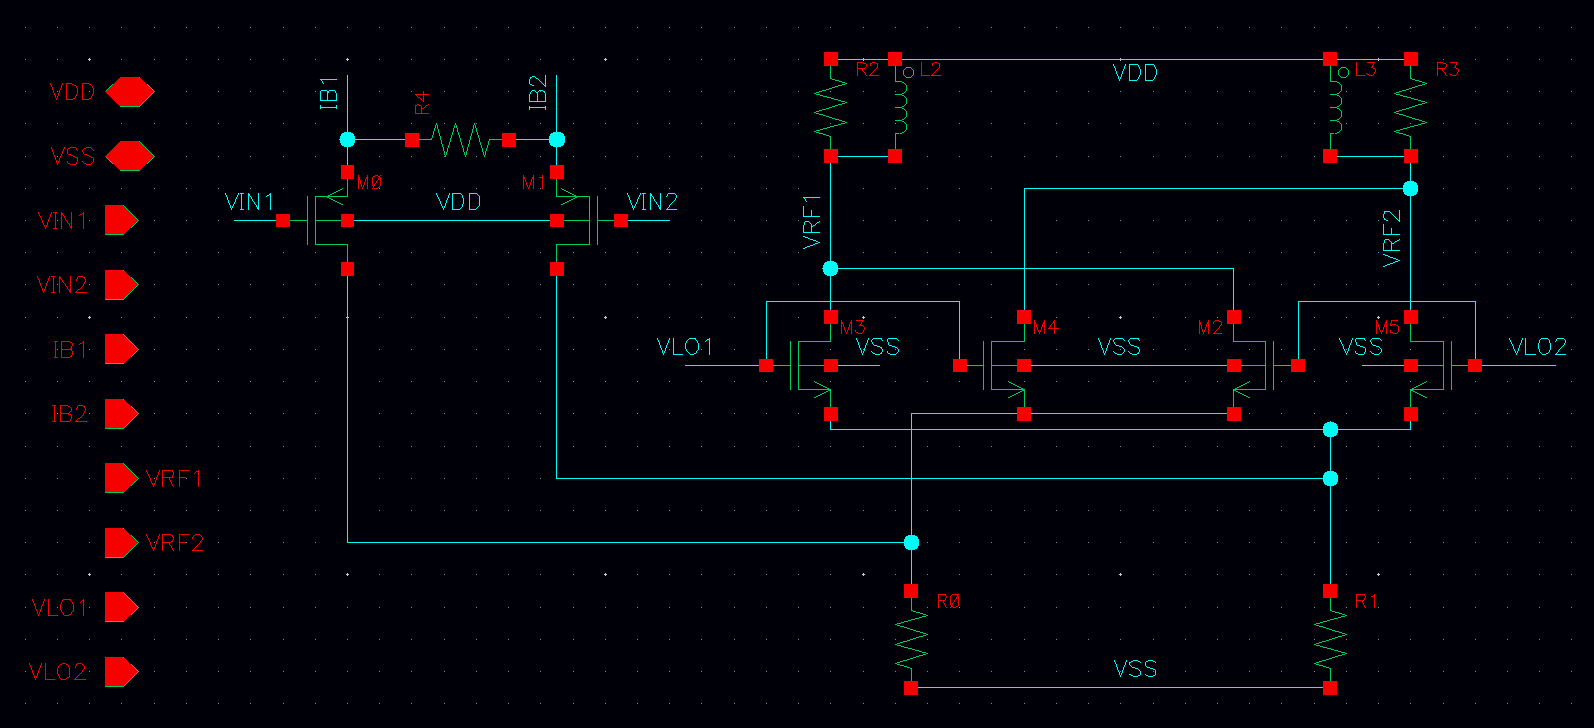 VDD
VSS
VIN1
VIN2
IB1
IB2
VRF1
VRF2
VLO1
VLO2
IB1
R4
IB2
M0
M1
VIN1
VDD
VIN2
R2
L2
VDD
L3
R3
VRF1
VRF2
M3
M4
M2
M5
VLO1
VSS
VSS
VSS
VLO2
R0
R1
VSS